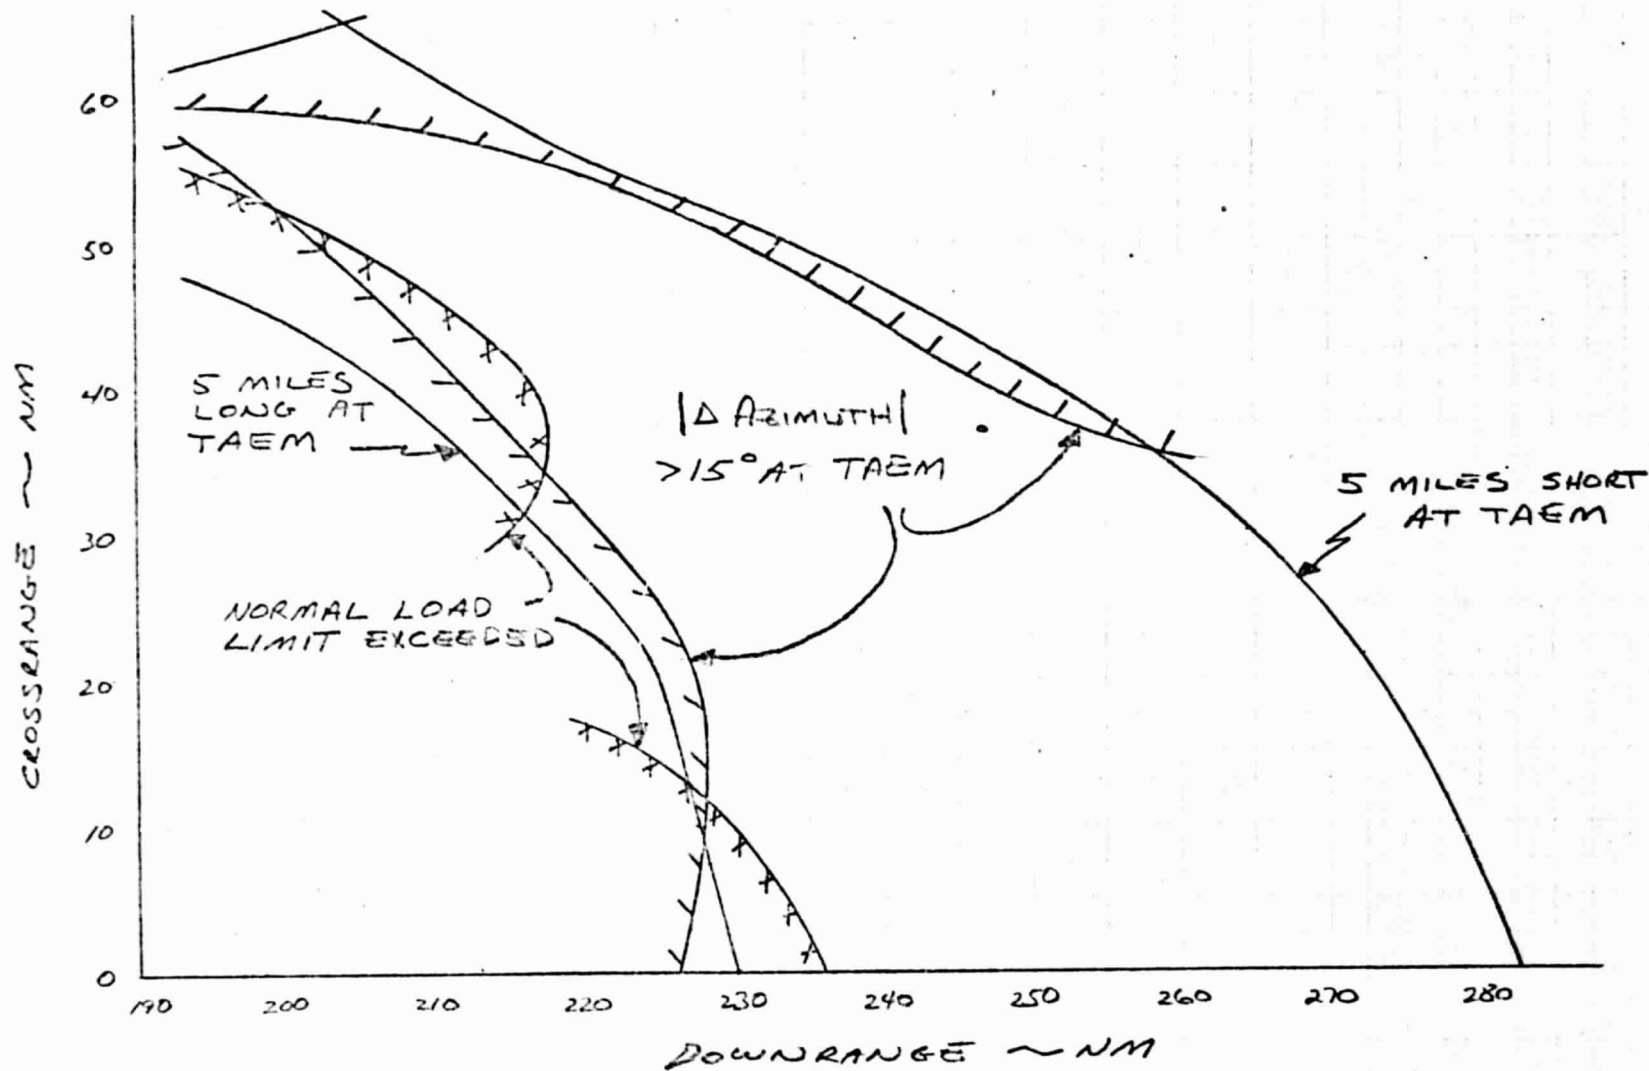 60
50
40
30
20
10
0
CROSSRANGE ~ NM
5 MILES
LONG AT
TAEM
|Δ AZIMUTH|
>15° AT TAEM
5 MILES SHORT
AT TAEM
NORMAL LOAD
LIMIT EXCEEDED
190 200 210 220 230 240 250 260 270 280
DOWNRANGE ~ NM